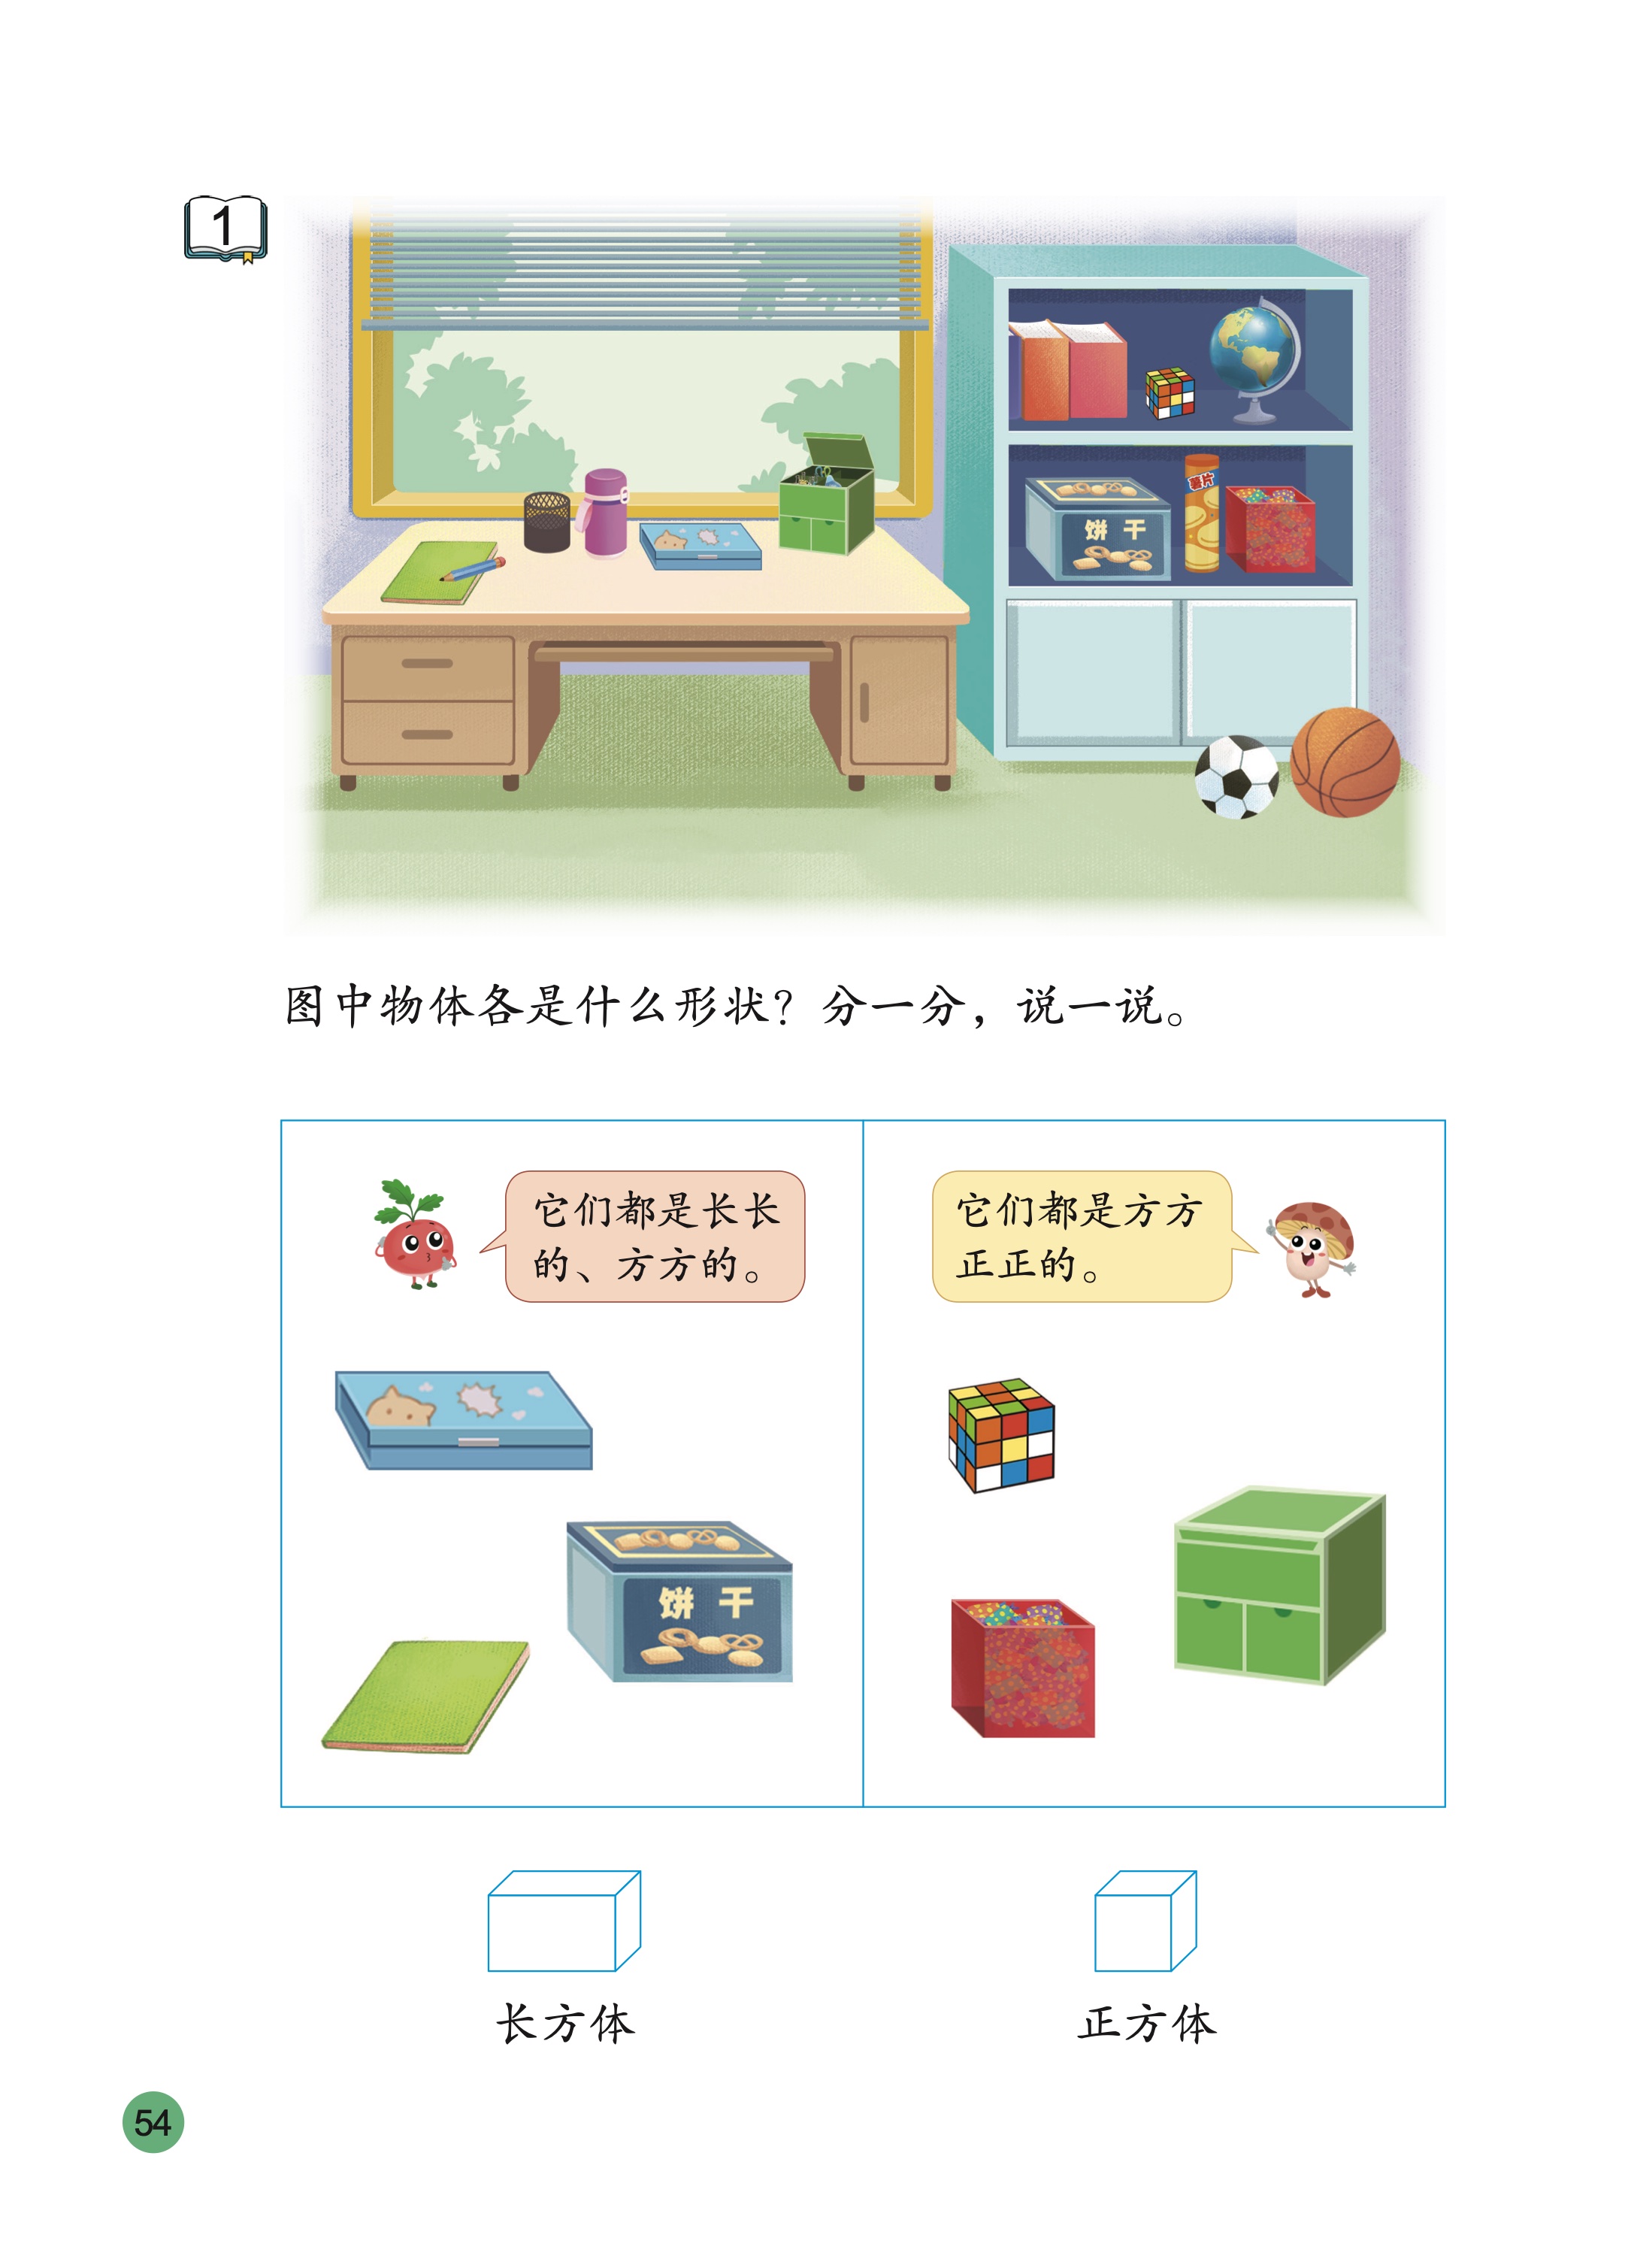 1
薯片
饼 干
图中物体各是什么形状？分一分，说一说。
它们都是长长
的、方方的。
它们都是方方
正正的。
饼 干
长方体
正方体
54